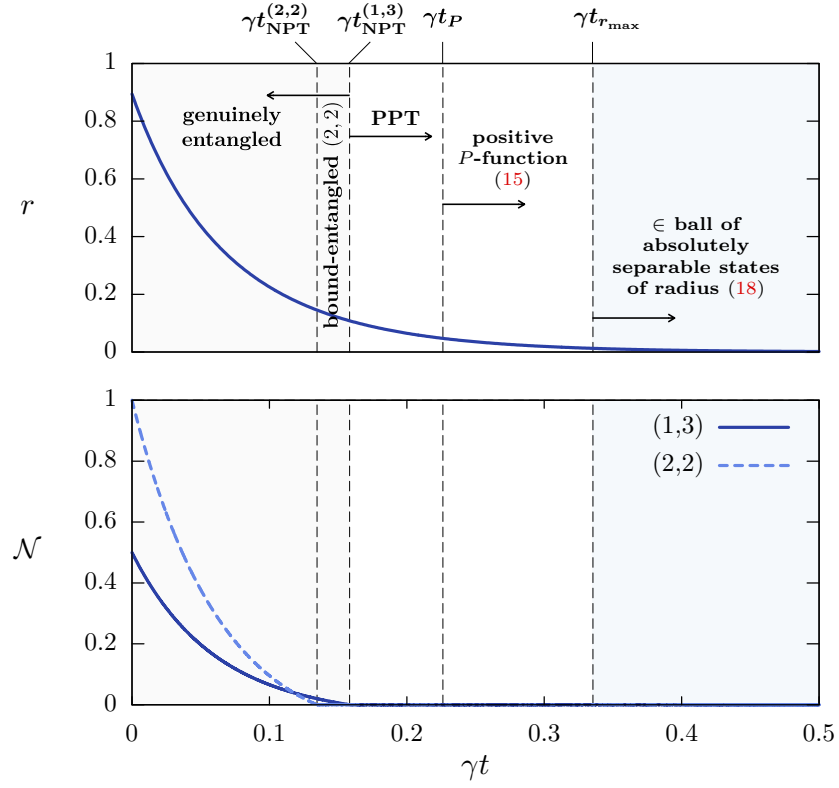 γt_NPT^(2,2) γt_NPT^(1,3) γt_P γt_r_max
1
0.8
0.6
0.4
0.2
0
r
genuinely
entangled
bound-entangled (2,2)
PPT
positive
P-function
(15)
∈ ball of
absolutely
separable states
of radius (18)
1
0.8
0.6
0.4
0.2
0
𝒩
(1,3)
(2,2)
0 0.1 0.2 0.3 0.4 0.5
γt